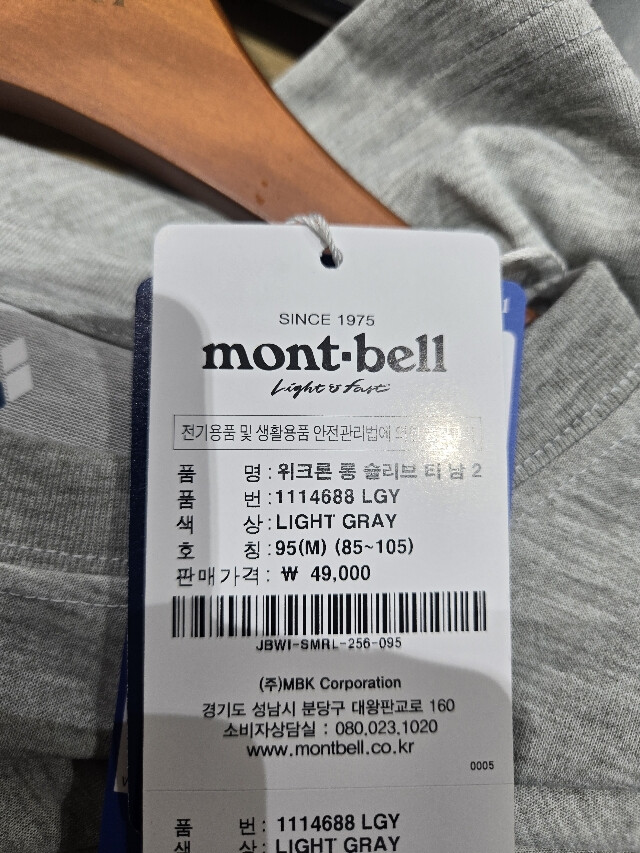 SINCE 1975
mont·bell
Light & Fast
전기용품 및 생활용품 안전관리법에
품 명 : 위크론 롱 슬리브 티 남 2
품 번 : 1114688 LGY
색 상 : LIGHT GRAY
호 칭 : 95(M) (85~105)
판매가격 : ₩ 49,000
JBWI-SMRL-256-095
(주)MBK Corporation
경기도 성남시 분당구 대왕판교로 160
소비자상담실 : 080.023.1020
www.montbell.co.kr
0005
품 번 : 1114688 LGY
색 상 : LIGHT GRAY